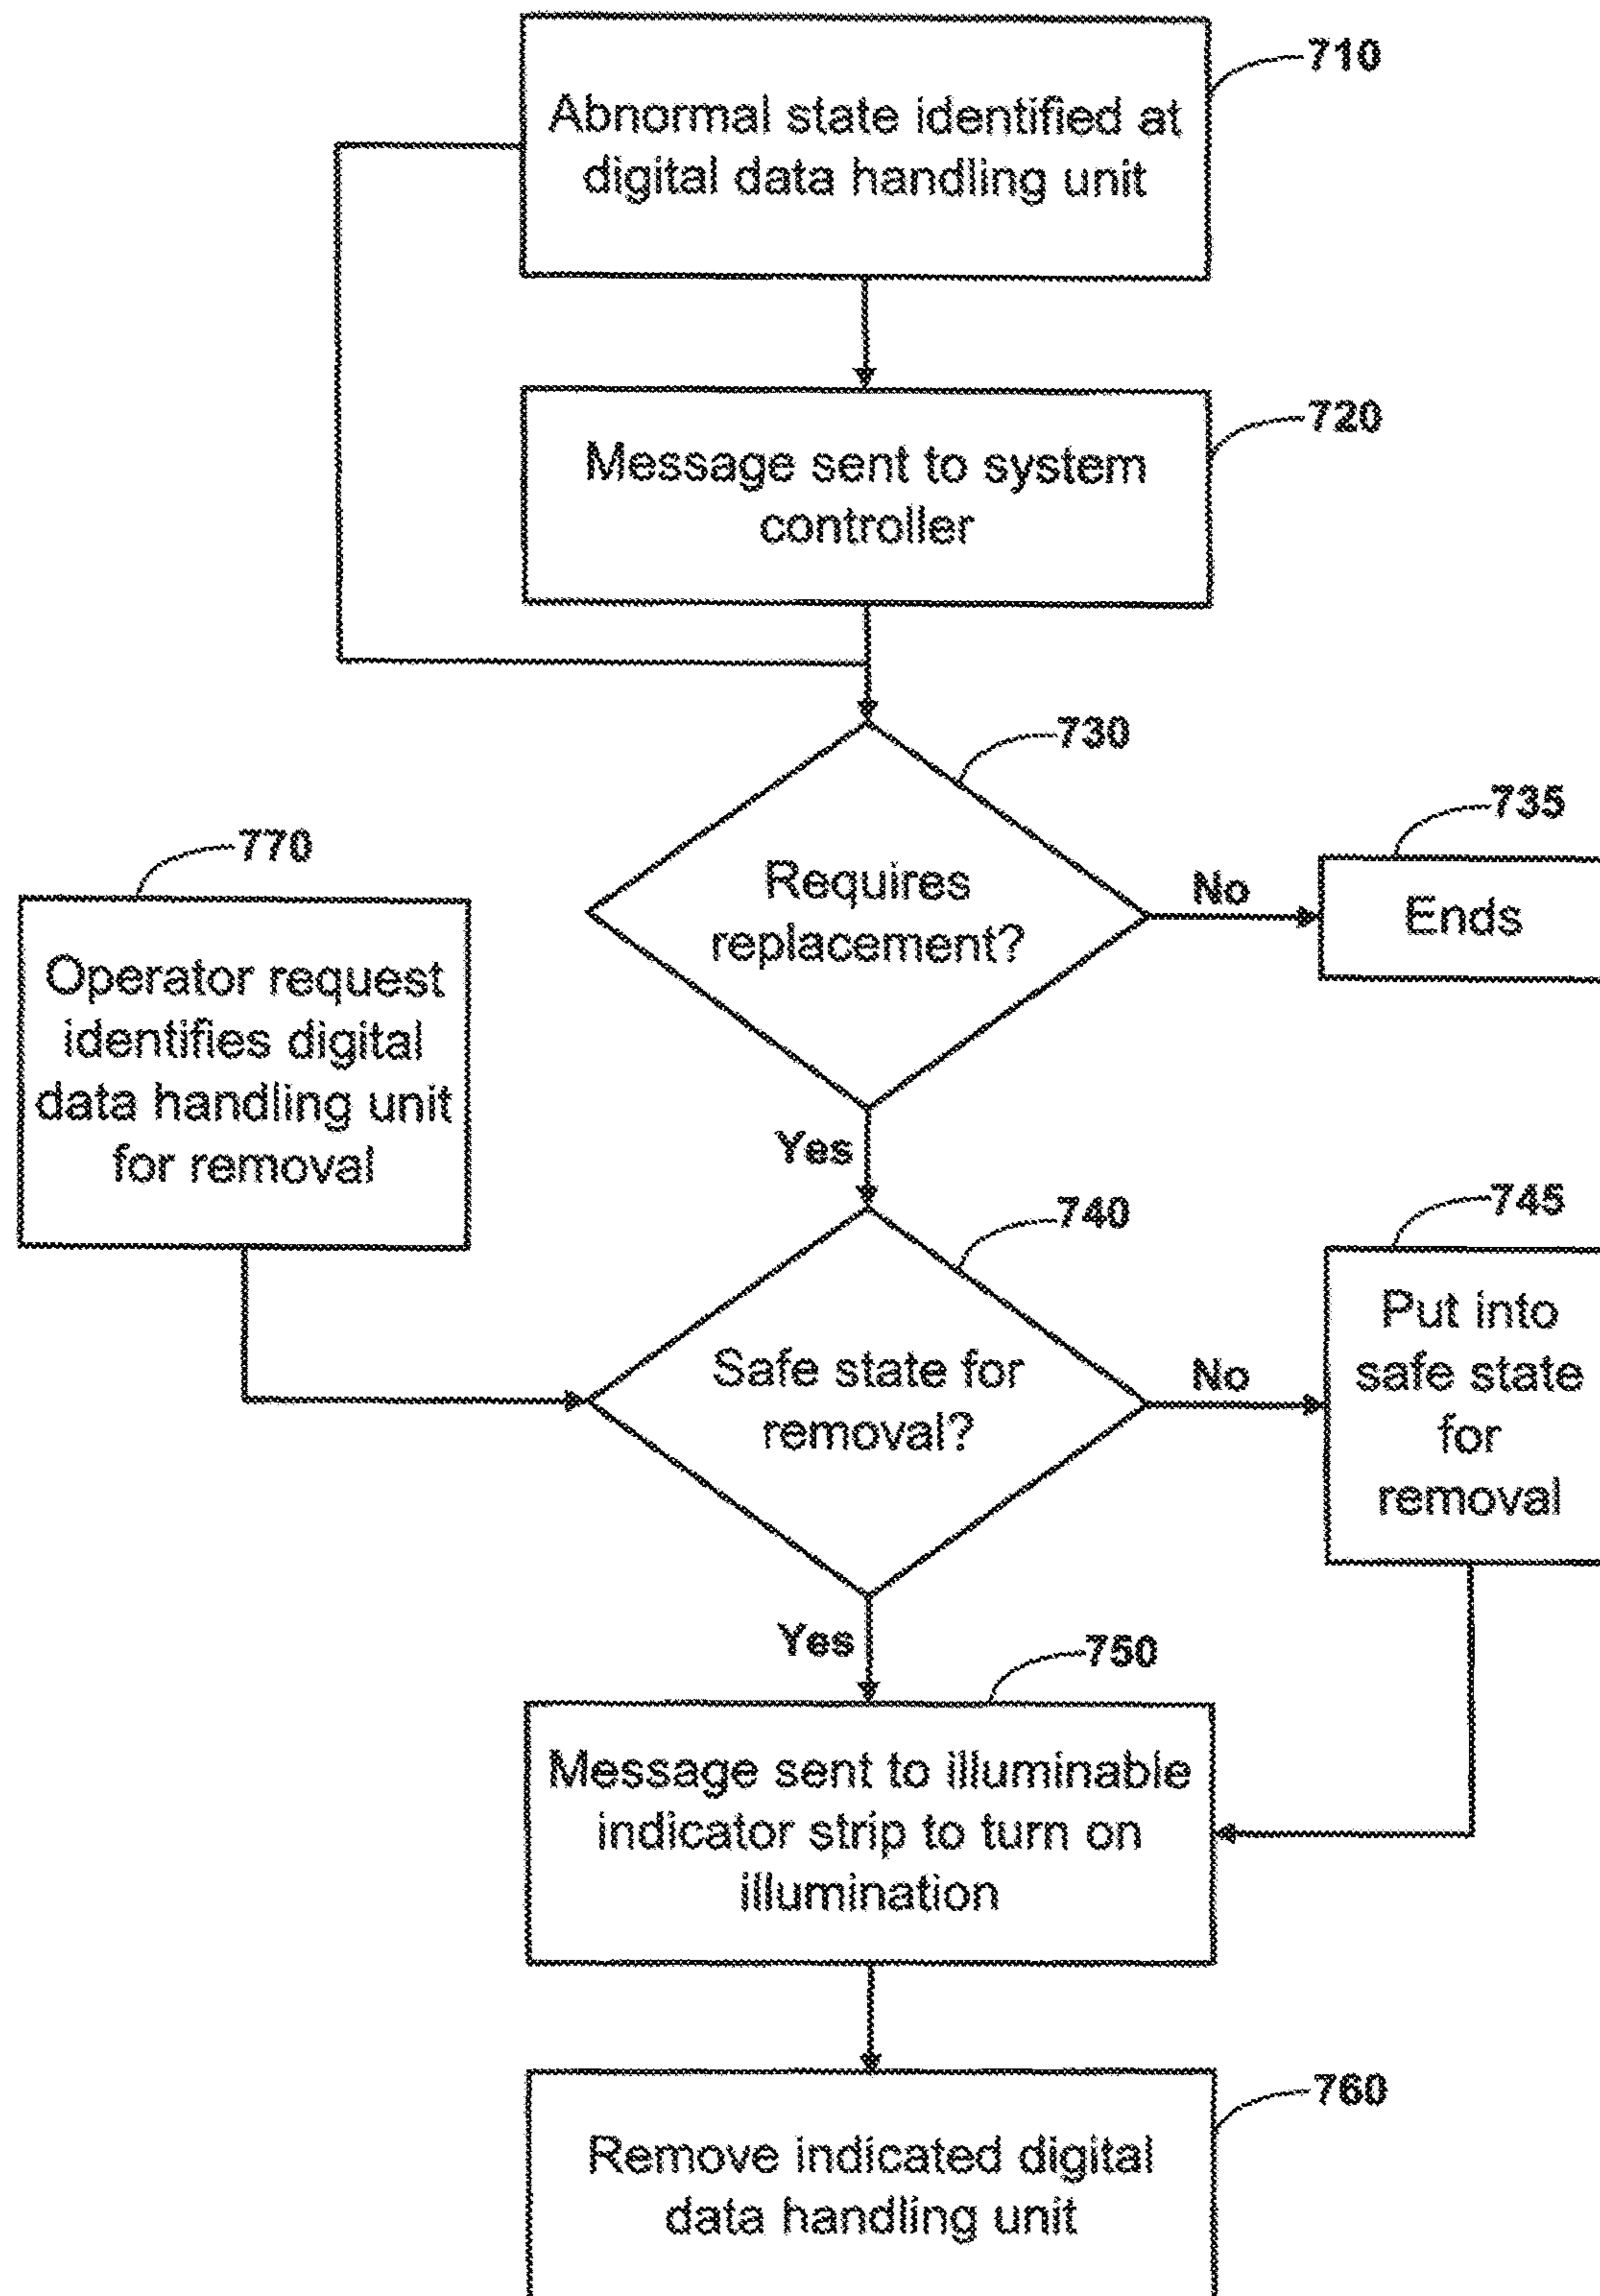 710
Abnormal state identified at
digital data handling unit
720
Message sent to system
controller
730
Requires
replacement?
No
735
Ends
770
Operator request
identifies digital
data handling unit
for removal
Yes
740
Safe state for
removal?
No
745
Put into
safe state
for
removal
Yes
750
Message sent to illuminable
indicator strip to turn on
illumination
760
Remove indicated digital
data handling unit